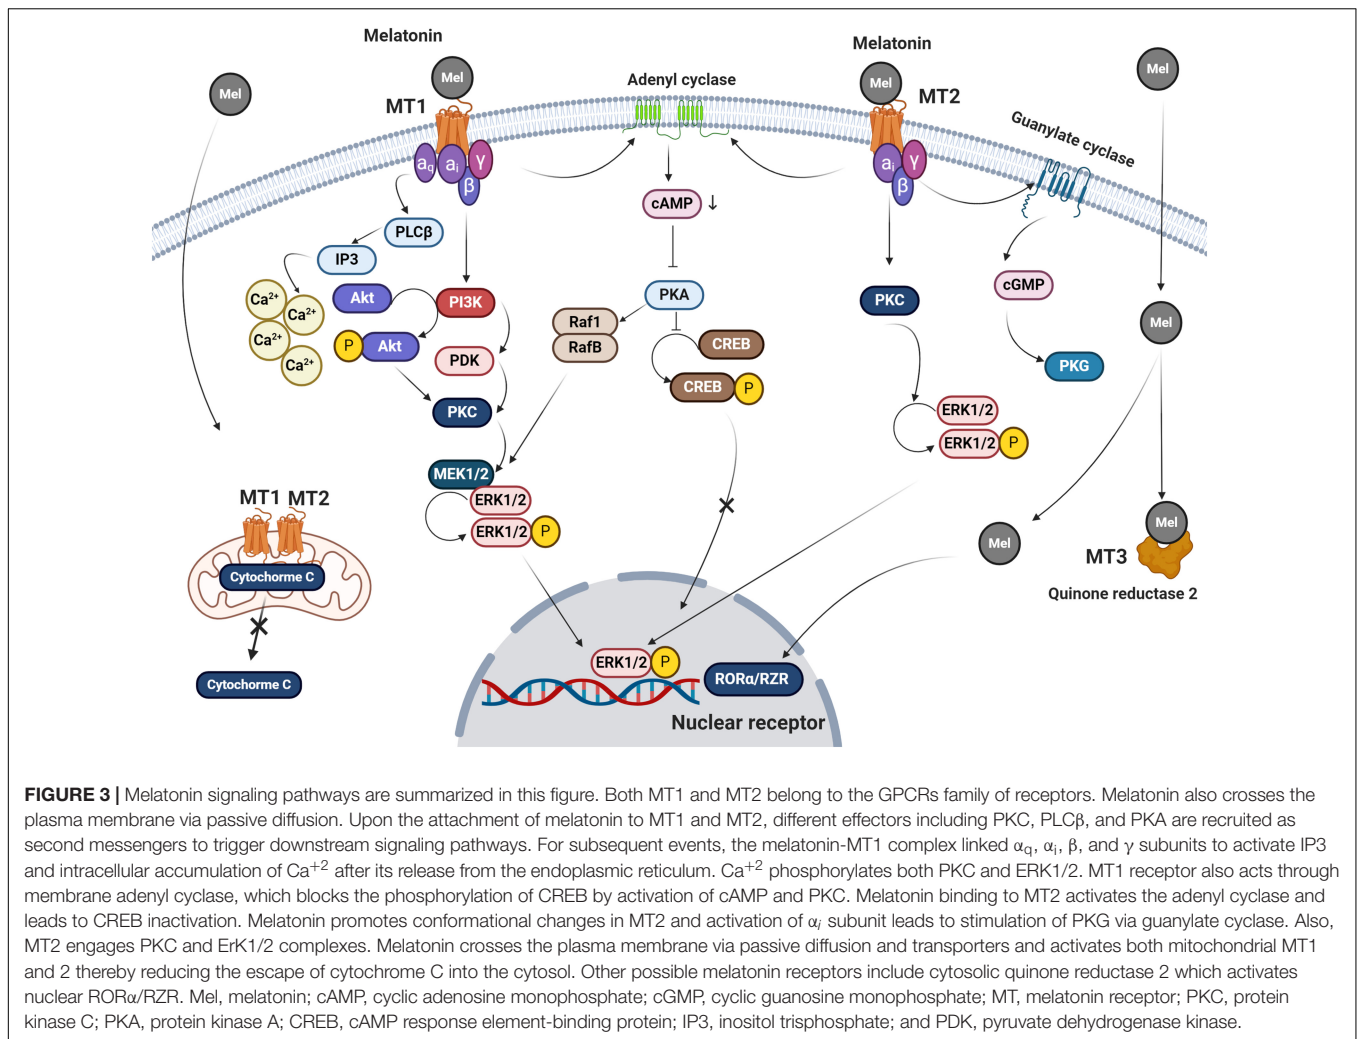 Melatonin
Mel
Mel
MT1
a_q
a_i
γ
β
Adenyl cyclase
Melatonin
Mel
MT2
a_i
γ
β
Guanylate cyclase
Mel
cAMP ↓
PLCβ
IP3
Ca²⁺
Ca²⁺
Ca²⁺
Ca²⁺
Akt
PI3K
P Akt
PDK
PKC
PKA
Raf1
RafB
CREB
CREB P
PKC
cGMP
PKG
Mel
ERK1/2
ERK1/2 P
MEK1/2
ERK1/2
ERK1/2 P
MT1 MT2
Cytochorme C
Cytochorme C
Mel
Mel
MT3
Quinone reductase 2
ERK1/2 P
RORα/RZR
Nuclear receptor
FIGURE 3 | Melatonin signaling pathways are summarized in this figure. Both MT1 and MT2 belong to the GPCRs family of receptors. Melatonin also crosses the
plasma membrane via passive diffusion. Upon the attachment of melatonin to MT1 and MT2, different effectors including PKC, PLCβ, and PKA are recruited as
second messengers to trigger downstream signaling pathways. For subsequent events, the melatonin-MT1 complex linked α_q, α_i, β, and γ subunits to activate IP3
and intracellular accumulation of Ca⁺² after its release from the endoplasmic reticulum. Ca⁺² phosphorylates both PKC and ERK1/2. MT1 receptor also acts through
membrane adenyl cyclase, which blocks the phosphorylation of CREB by activation of cAMP and PKC. Melatonin binding to MT2 activates the adenyl cyclase and
leads to CREB inactivation. Melatonin promotes conformational changes in MT2 and activation of α_i subunit leads to stimulation of PKG via guanylate cyclase. Also,
MT2 engages PKC and ErK1/2 complexes. Melatonin crosses the plasma membrane via passive diffusion and transporters and activates both mitochondrial MT1
and 2 thereby reducing the escape of cytochrome C into the cytosol. Other possible melatonin receptors include cytosolic quinone reductase 2 which activates
nuclear RORα/RZR. Mel, melatonin; cAMP, cyclic adenosine monophosphate; cGMP, cyclic guanosine monophosphate; MT, melatonin receptor; PKC, protein
kinase C; PKA, protein kinase A; CREB, cAMP response element-binding protein; IP3, inositol trisphosphate; and PDK, pyruvate dehydrogenase kinase.